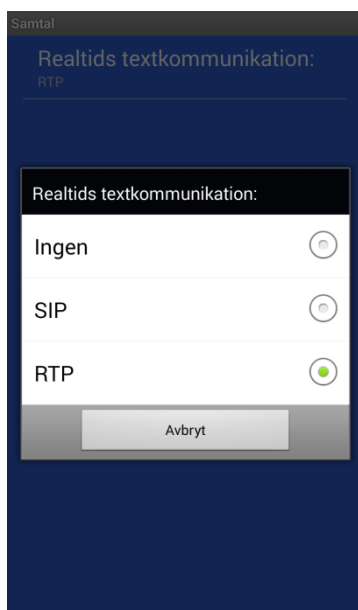 Samtal
Realtids textkommunikation:
RTP
Realtids textkommunikation:
Ingen
SIP
RTP
Avbryt